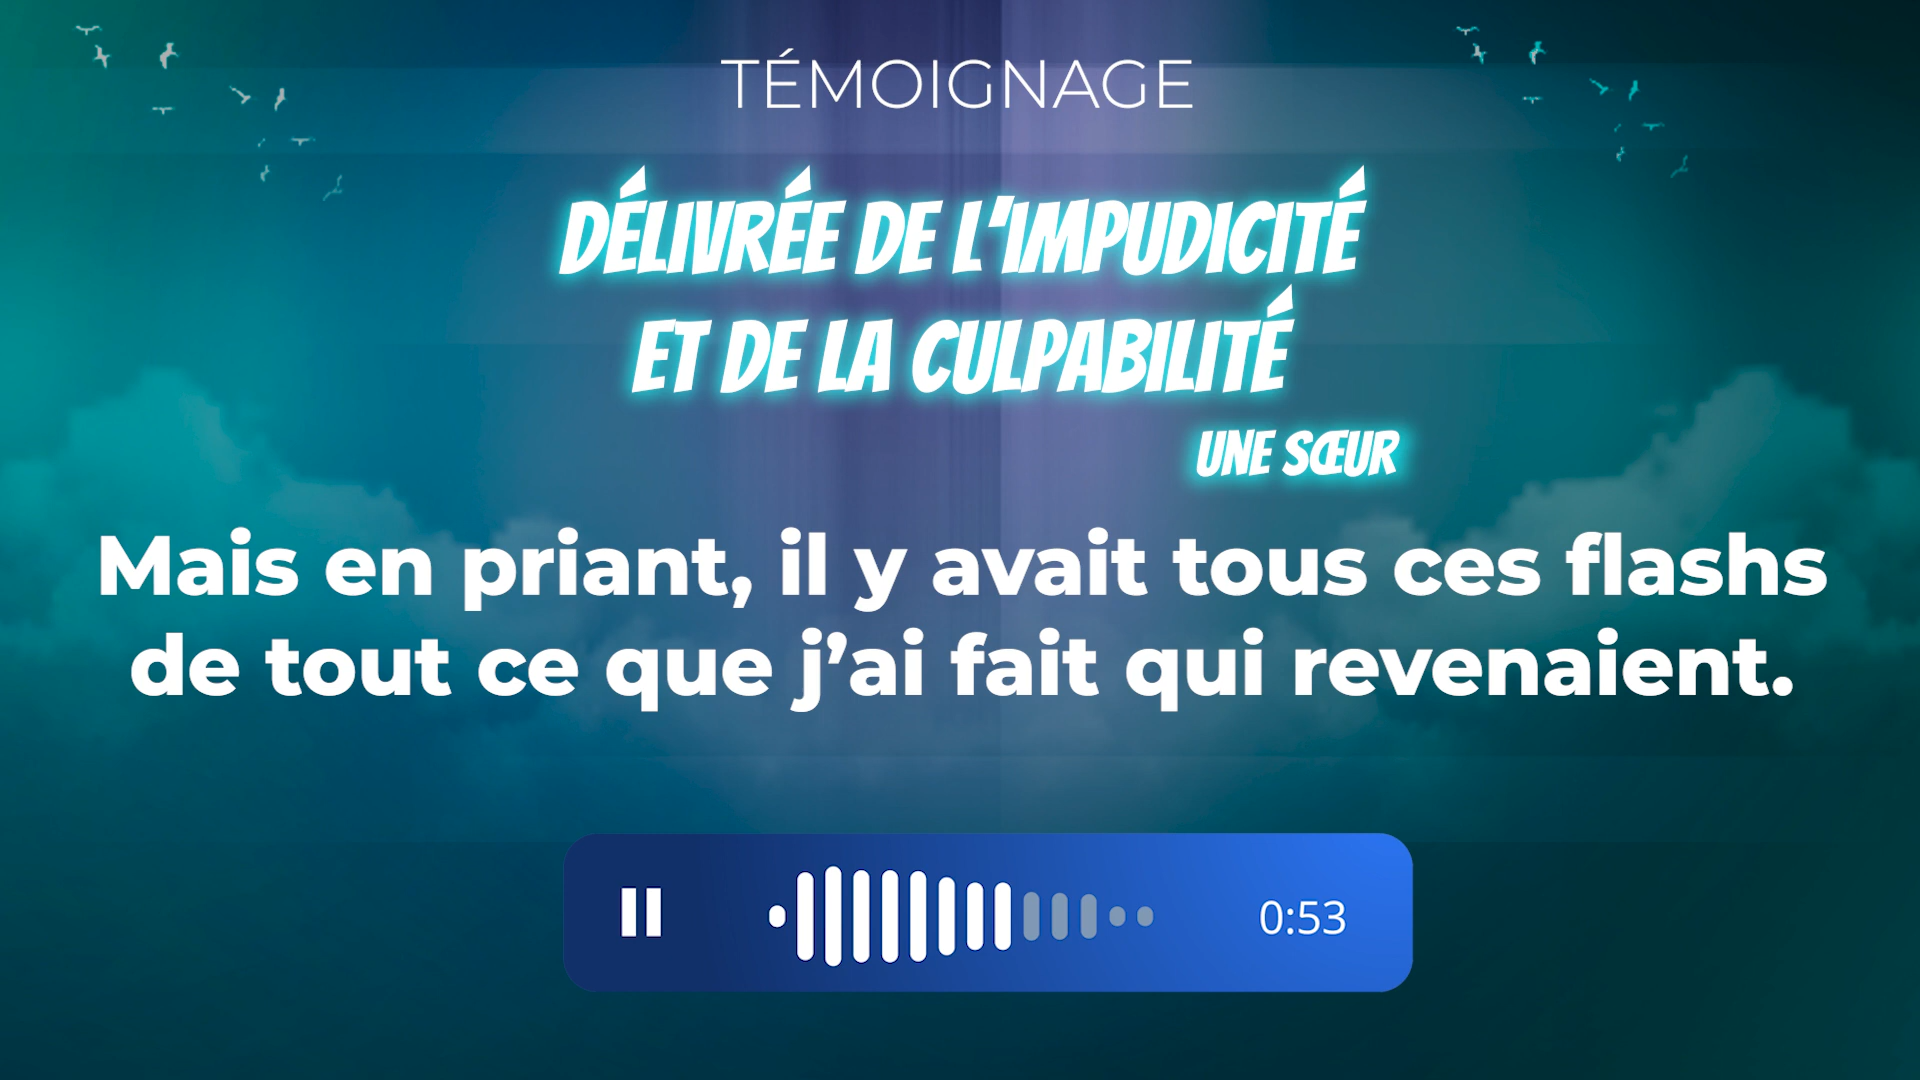 TÉMOIGNAGE
DÉLIVRÉE DE L'IMPUDICITÉ
ET DE LA CULPABILITÉ
UNE SŒUR
Mais en priant, il y avait tous ces flashs
de tout ce que j’ai fait qui revenaient.
0:53